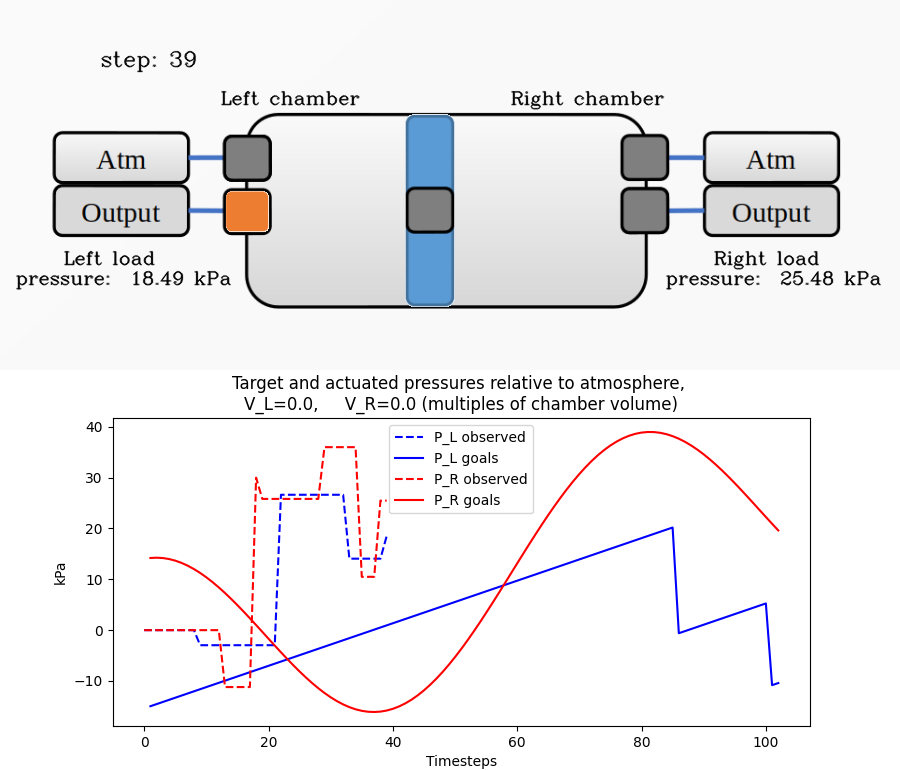 step: 39
Left chamber
Right chamber
Atm
Atm
Output
Output
Left load
pressure: 18.49 kPa
Right load
pressure: 25.48 kPa
Target and actuated pressures relative to atmosphere,
V_L=0.0, V_R=0.0 (multiples of chamber volume)
P_L observed
P_L goals
P_R observed
P_R goals
kPa
40
30
20
10
0
−10
0 20 40 60 80 100
Timesteps